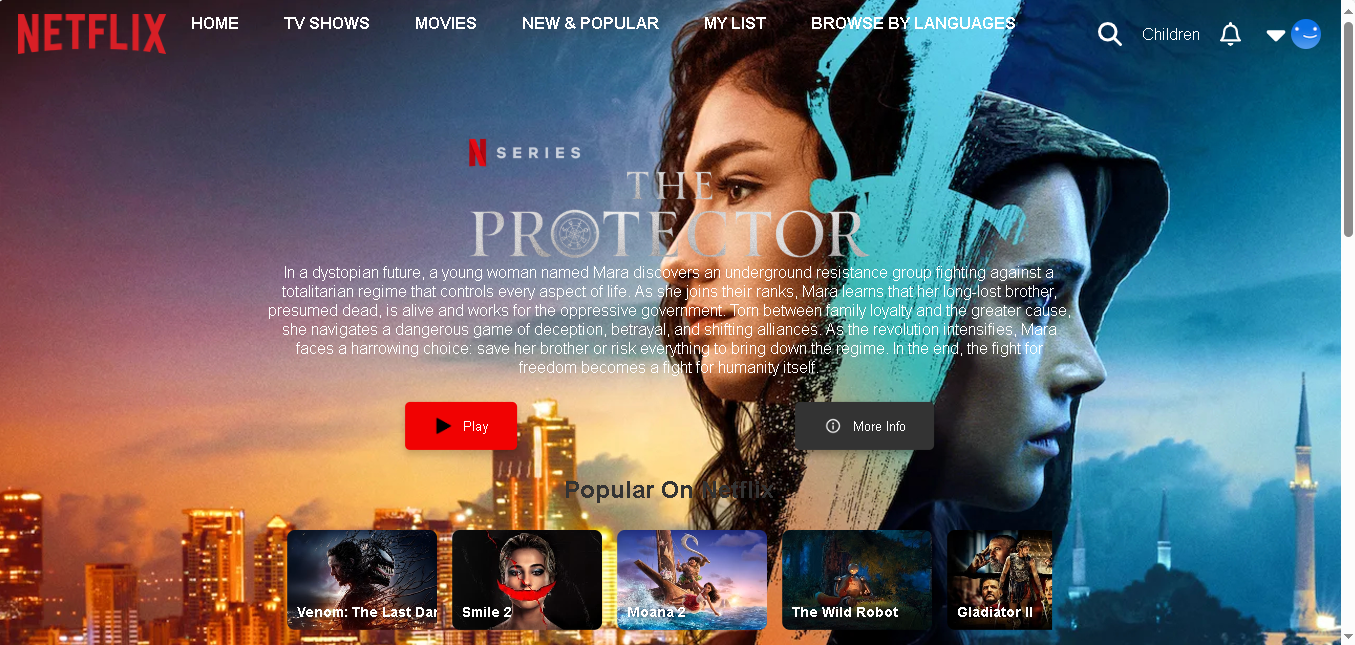 NETFLIX
HOME
TV SHOWS
MOVIES
NEW & POPULAR
MY LIST
BROWSE BY LANGUAGES
Children
N SERIES
THE
PROTECTOR
In a dystopian future, a young woman named Mara discovers an underground resistance group fighting against a
totalitarian regime that controls every aspect of life. As she joins their ranks, Mara learns that her long-lost brother,
presumed dead, is alive and works for the oppressive government. Torn between family loyalty and the greater cause,
she navigates a dangerous game of deception, betrayal, and shifting alliances. As the revolution intensifies, Mara
faces a harrowing choice: save her brother or risk everything to bring down the regime. In the end, the fight for
freedom becomes a fight for humanity itself.
Play
More Info
Popular On Netflix
Venom: The Last Dan
Smile 2
Moana 2
The Wild Robot
Gladiator II